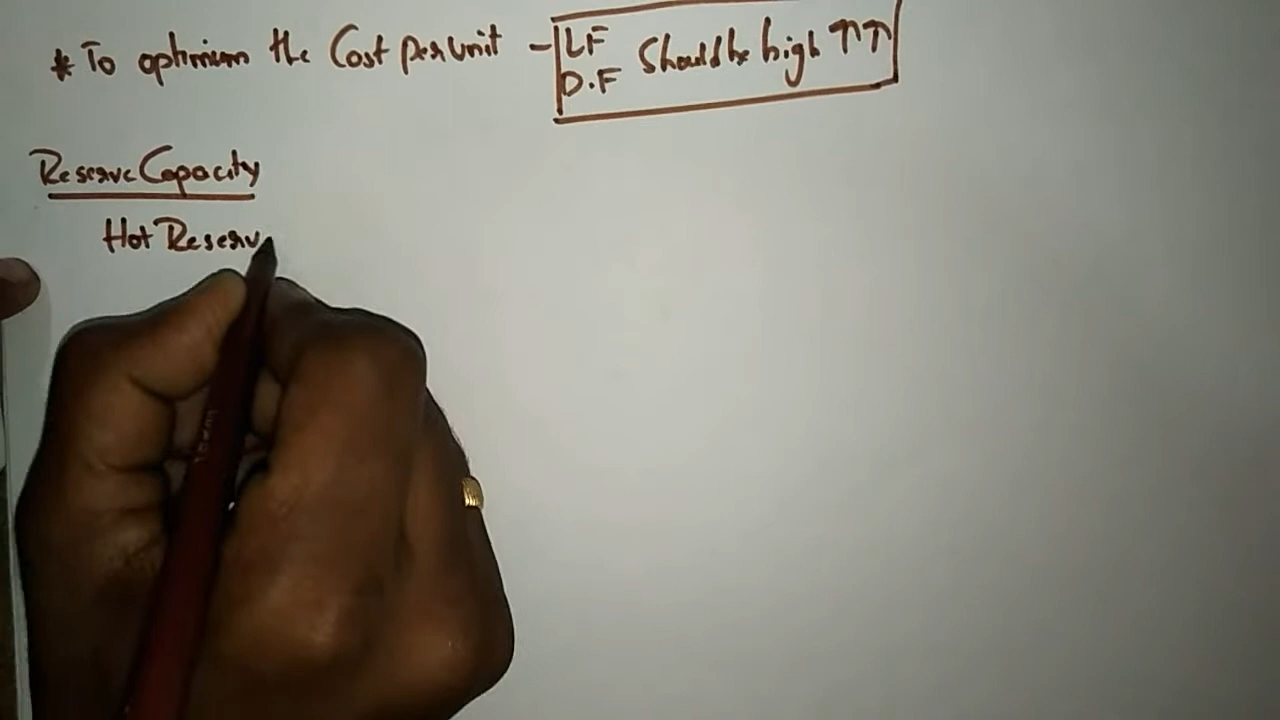 * To optimum the Cost per unit - LF
D.F Should be high ↑↑
Reserve Capacity
Hot Reserv